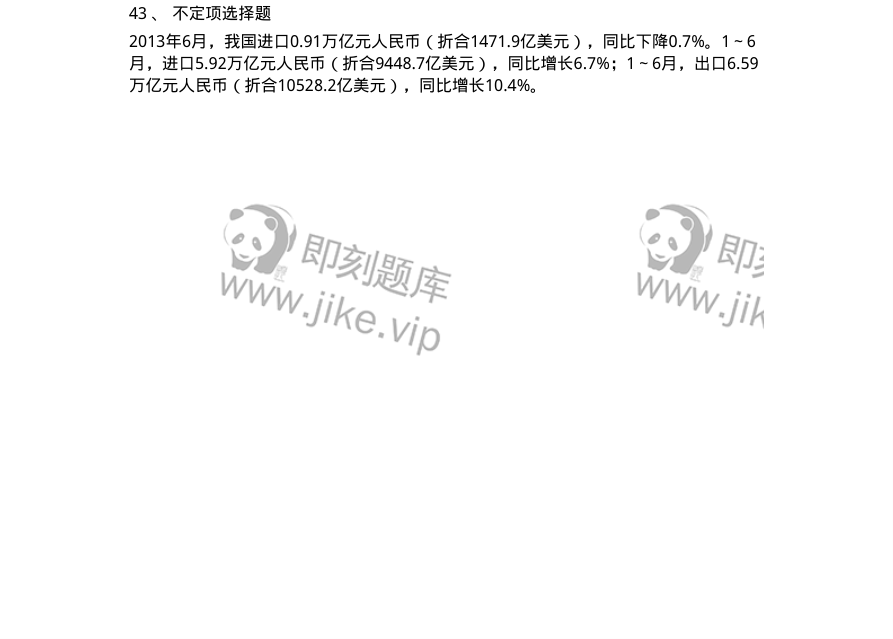 43 、 不定项选择题
2013年6月，我国进口0.91万亿元人民币（折合1471.9亿美元），同比下降0.7%。1～6
月，进口5.92万亿元人民币（折合9448.7亿美元），同比增长6.7%；1～6月，出口6.59
万亿元人民币（折合10528.2亿美元），同比增长10.4%。
即刻题库
www.jike.vip
即刻
www.jik